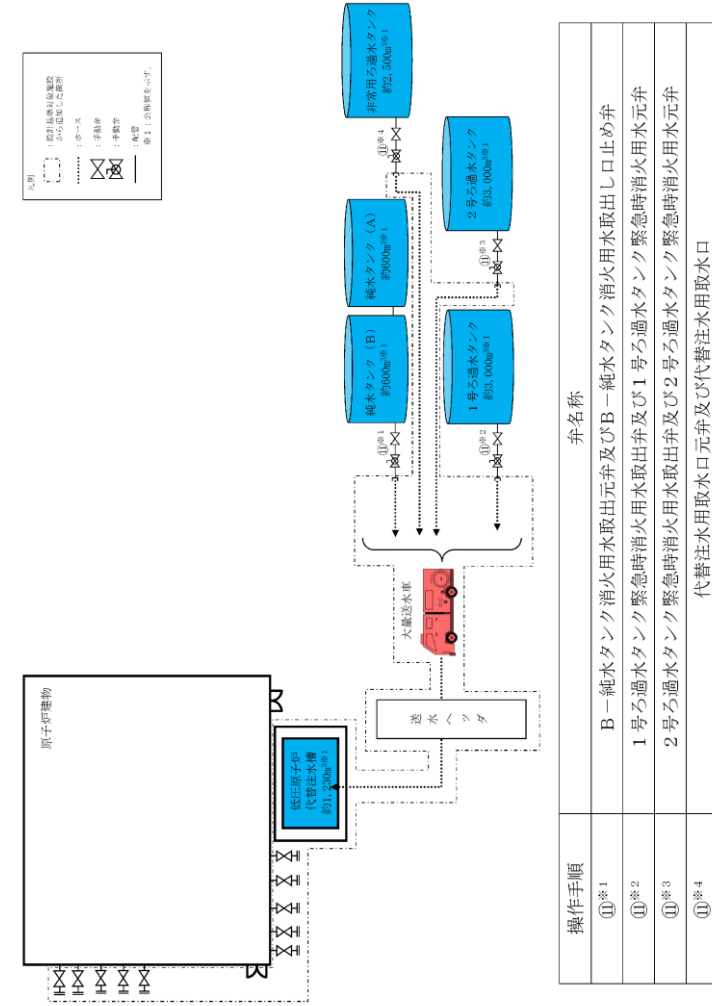 凡例
：設計基準対象施設
から追加した箇所
：ホース
：手動弁
：手動弁
：配管
※1：公称値を示す。
原子炉建物
低圧原子炉
代替注水槽
約1,230m³※1
送水ヘッダ
大量送水車
⑪※1
純水タンク（B）
約600m³※1
純水タンク（A）
約600m³※1
⑪※4
非常用ろ過水タンク
約2,500m³※1
⑪※2
1号ろ過水タンク
約3,000m³※1
⑪※3
2号ろ過水タンク
約3,000m³※1
操作手順 弁名称
⑪※1 B－純水タンク消火用水取出元弁及びB－純水タンク消火用水取出し口止め弁
⑪※2 1号ろ過水タンク緊急時消火用水取出弁及び1号ろ過水タンク緊急時消火用水元弁
⑪※3 2号ろ過水タンク緊急時消火用水取出弁及び2号ろ過水タンク緊急時消火用水元弁
⑪※4 代替注水用取水口元弁及び代替注水用取水口